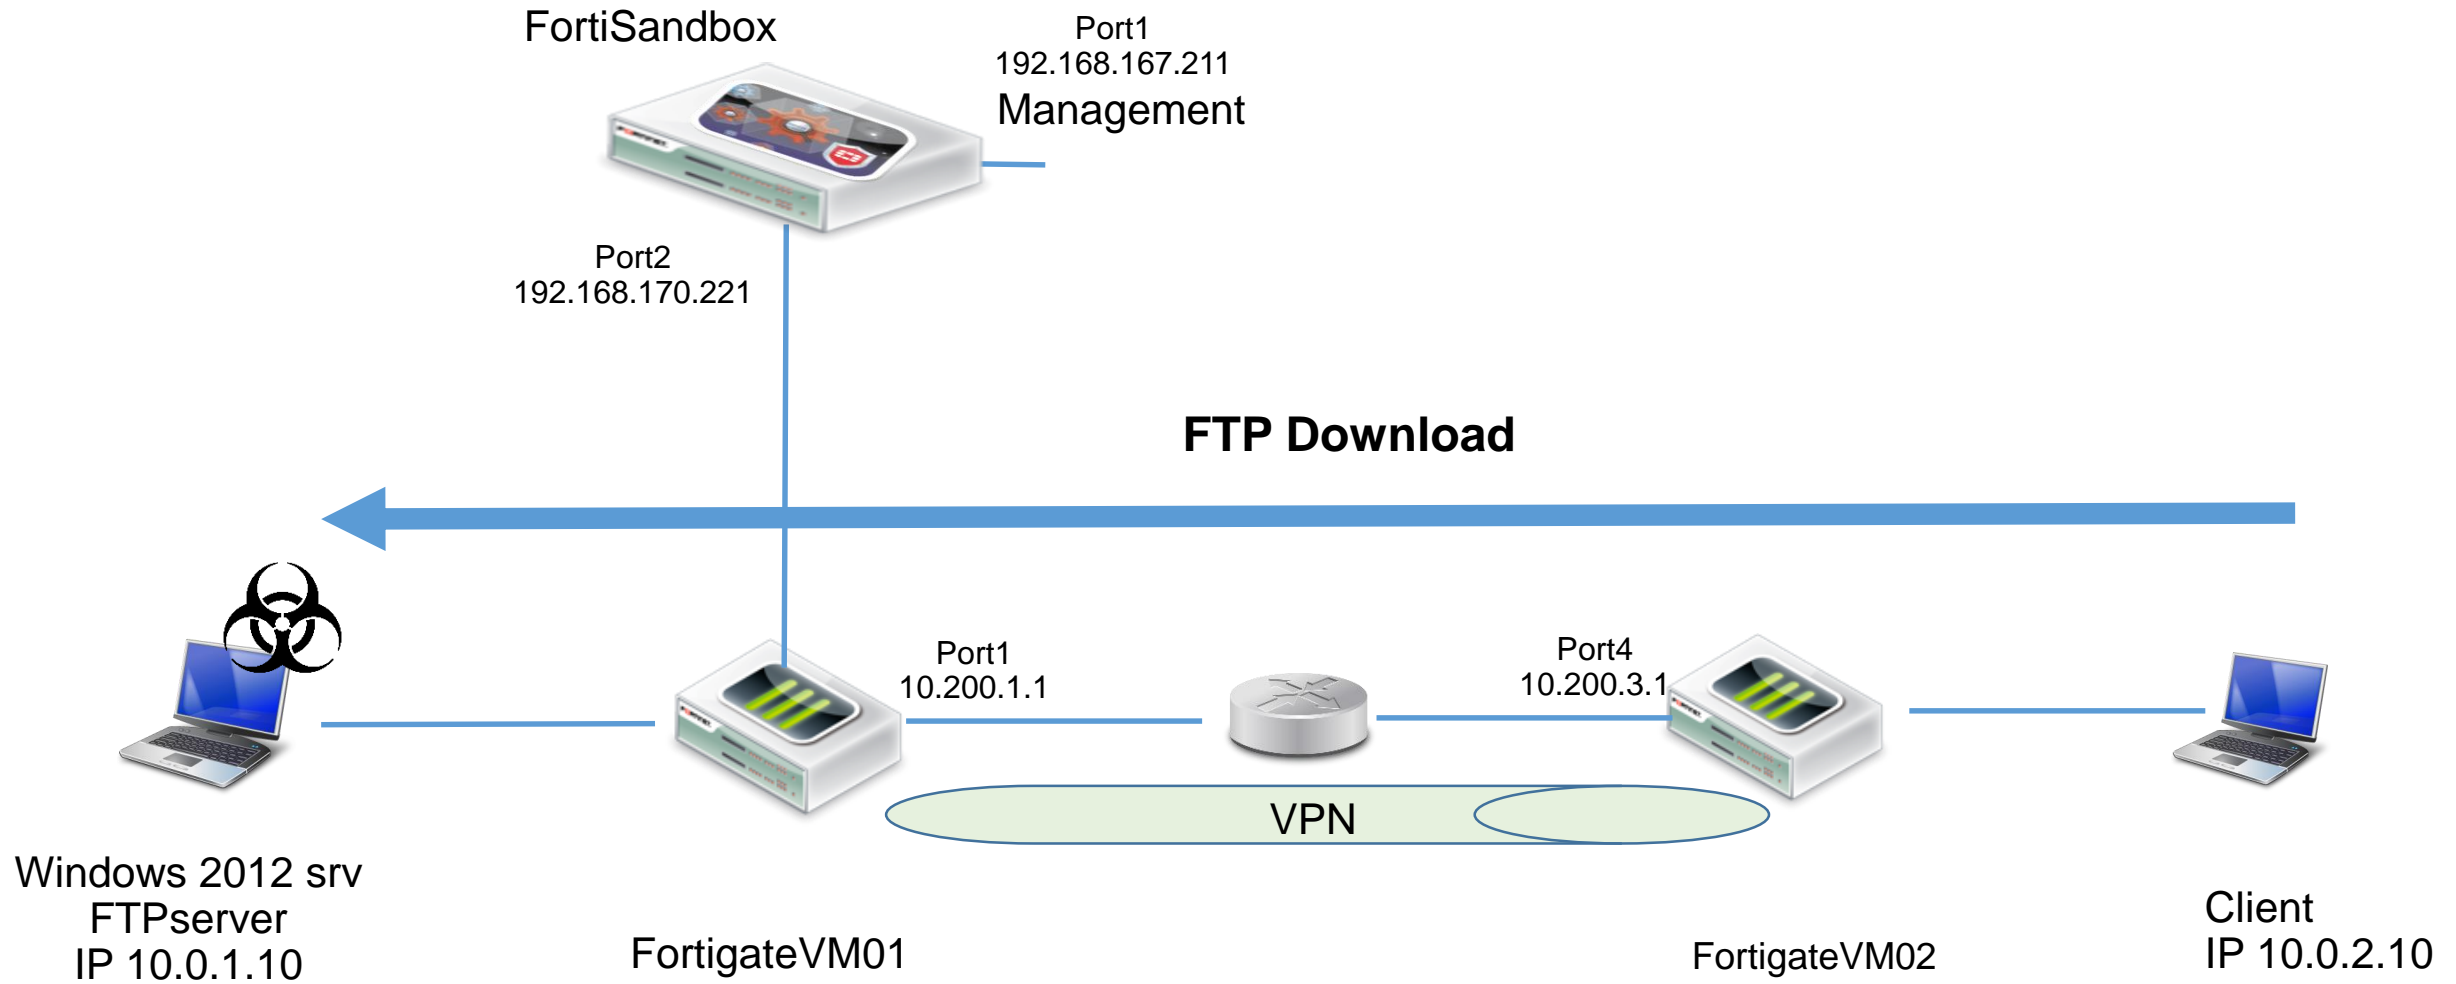 FortiSandbox
Port1
192.168.167.211
Management
Port2
192.168.170.221
FTP Download
Port1
10.200.1.1
Port4
10.200.3.1
VPN
Windows 2012 srv
FTPserver
IP 10.0.1.10
FortigateVM01
FortigateVM02
Client
IP 10.0.2.10